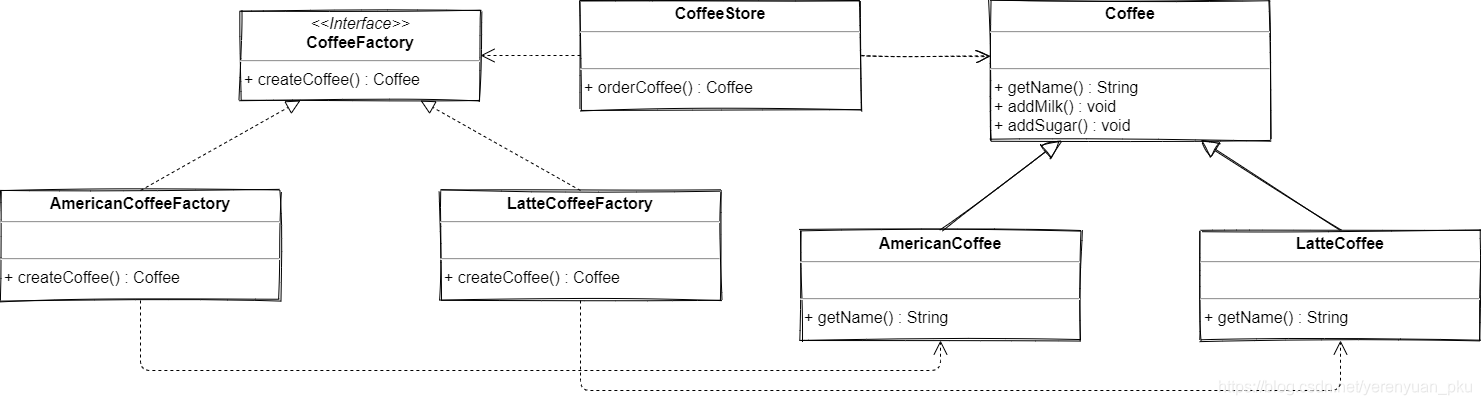 <<Interface>>
CoffeeFactory
+ createCoffee() : Coffee
CoffeeStore
+ orderCoffee() : Coffee
Coffee
+ getName() : String
+ addMilk() : void
+ addSugar() : void
AmericanCoffeeFactory
+ createCoffee() : Coffee
LatteCoffeeFactory
+ createCoffee() : Coffee
AmericanCoffee
+ getName() : String
LatteCoffee
+ getName() : String
https://blog.csdn.net/yerenyuan_pku